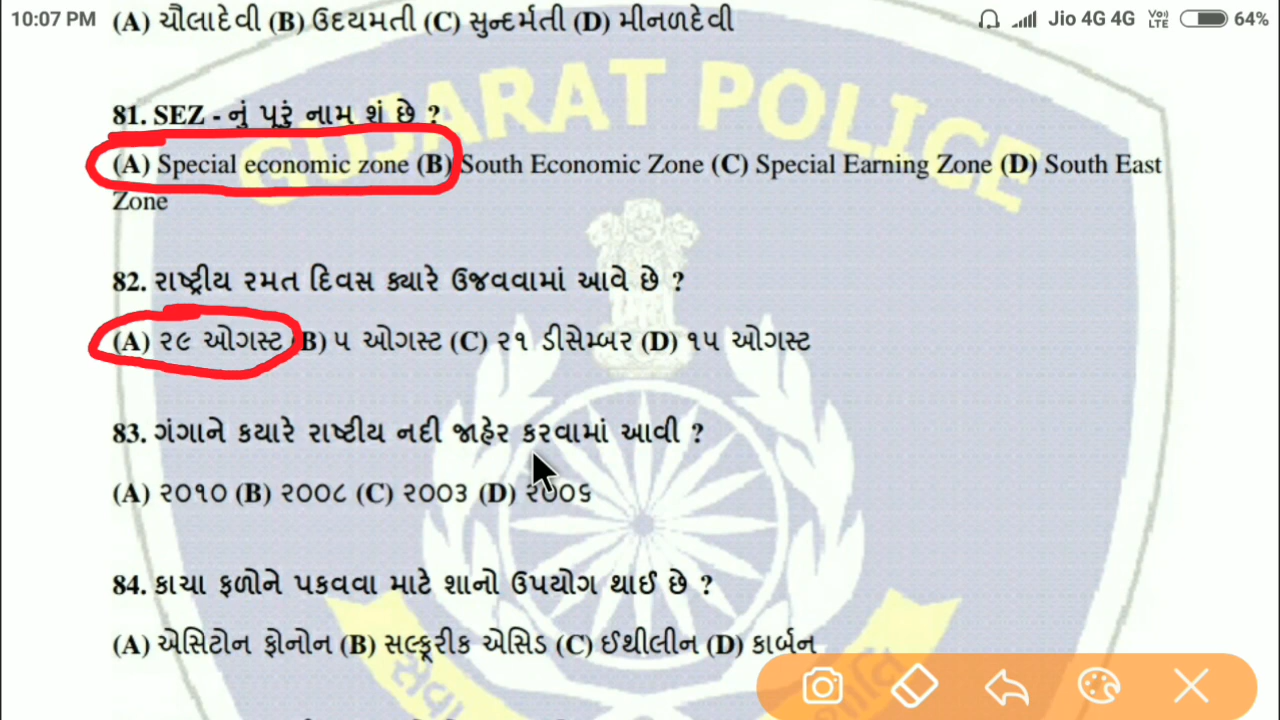 10:07 PM
Jio 4G 4G VoLTE 64%
(A) ચૌલાદેવી (B) ઉદયમતી (C) સુન્દર્મતી (D) મીનળદેવી
GUJARAT POLICE
81. SEZ - નું પૂરું નામ શં છે ?
(A) Special economic zone (B) South Economic Zone (C) Special Earning Zone (D) South East
Zone
82. રાષ્ટ્રીય રમત દિવસ ક્યારે ઉજવવામાં આવે છે ?
(A) ૨૯ ઓગસ્ટ (B) ૫ ઓગસ્ટ (C) ૨૧ ડીસેમ્બર (D) ૧૫ ઓગસ્ટ
83. ગંગાને કયારે રાષ્ટીય નદી જાહેર કરવામાં આવી ?
(A) ૨૦૧૦ (B) ૨૦૦૮ (C) ૨૦૦૩ (D) ૨૦૦૬
84. કાચા ફળોને પકવવા માટે શાનો ઉપયોગ થાઈ છે ?
(A) એસિટોન ફોનોન (B) સલ્ફૂરીક એસિડ (C) ઈથીલીન (D) કાર્બન
સેવા